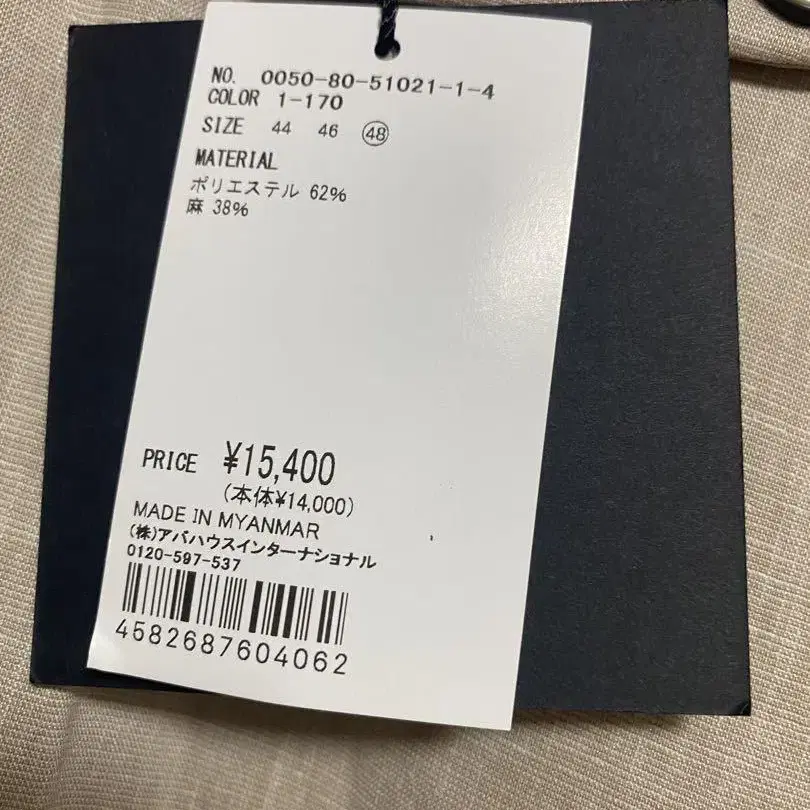 NO. 0050-80-51021-1-4
COLOR 1-170
SIZE 44 46 ㊽
MATERIAL
ポリエステル 62%
麻 38%
PRICE ¥15,400
(本体¥14,000)
MADE IN MYANMAR
(株)アバハウスインターナショナル
0120-597-537
4582687604062